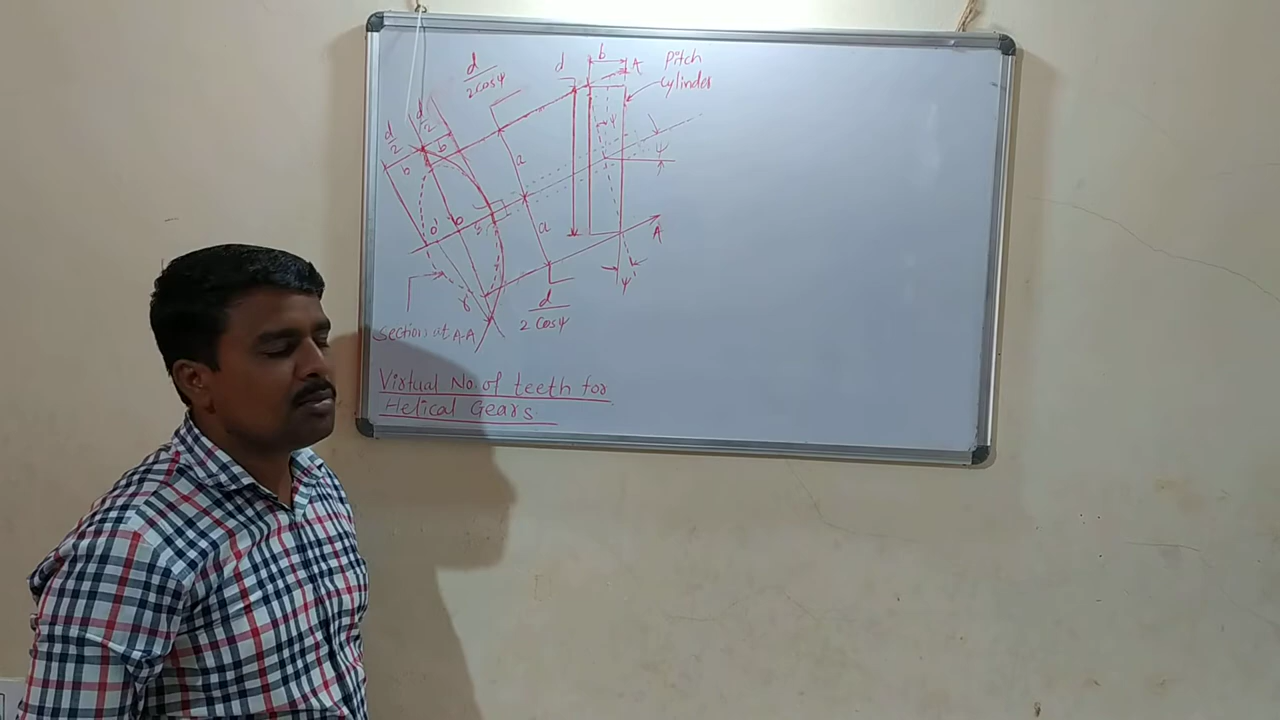 d b A Pitch
Cylinder
d
2cosψ
d/2
d/2
b
b
ψ
ψ
a
a
A
ψ
d
2 Cosψ
Section at A-A
Virtual No. of teeth for
Helical Gears